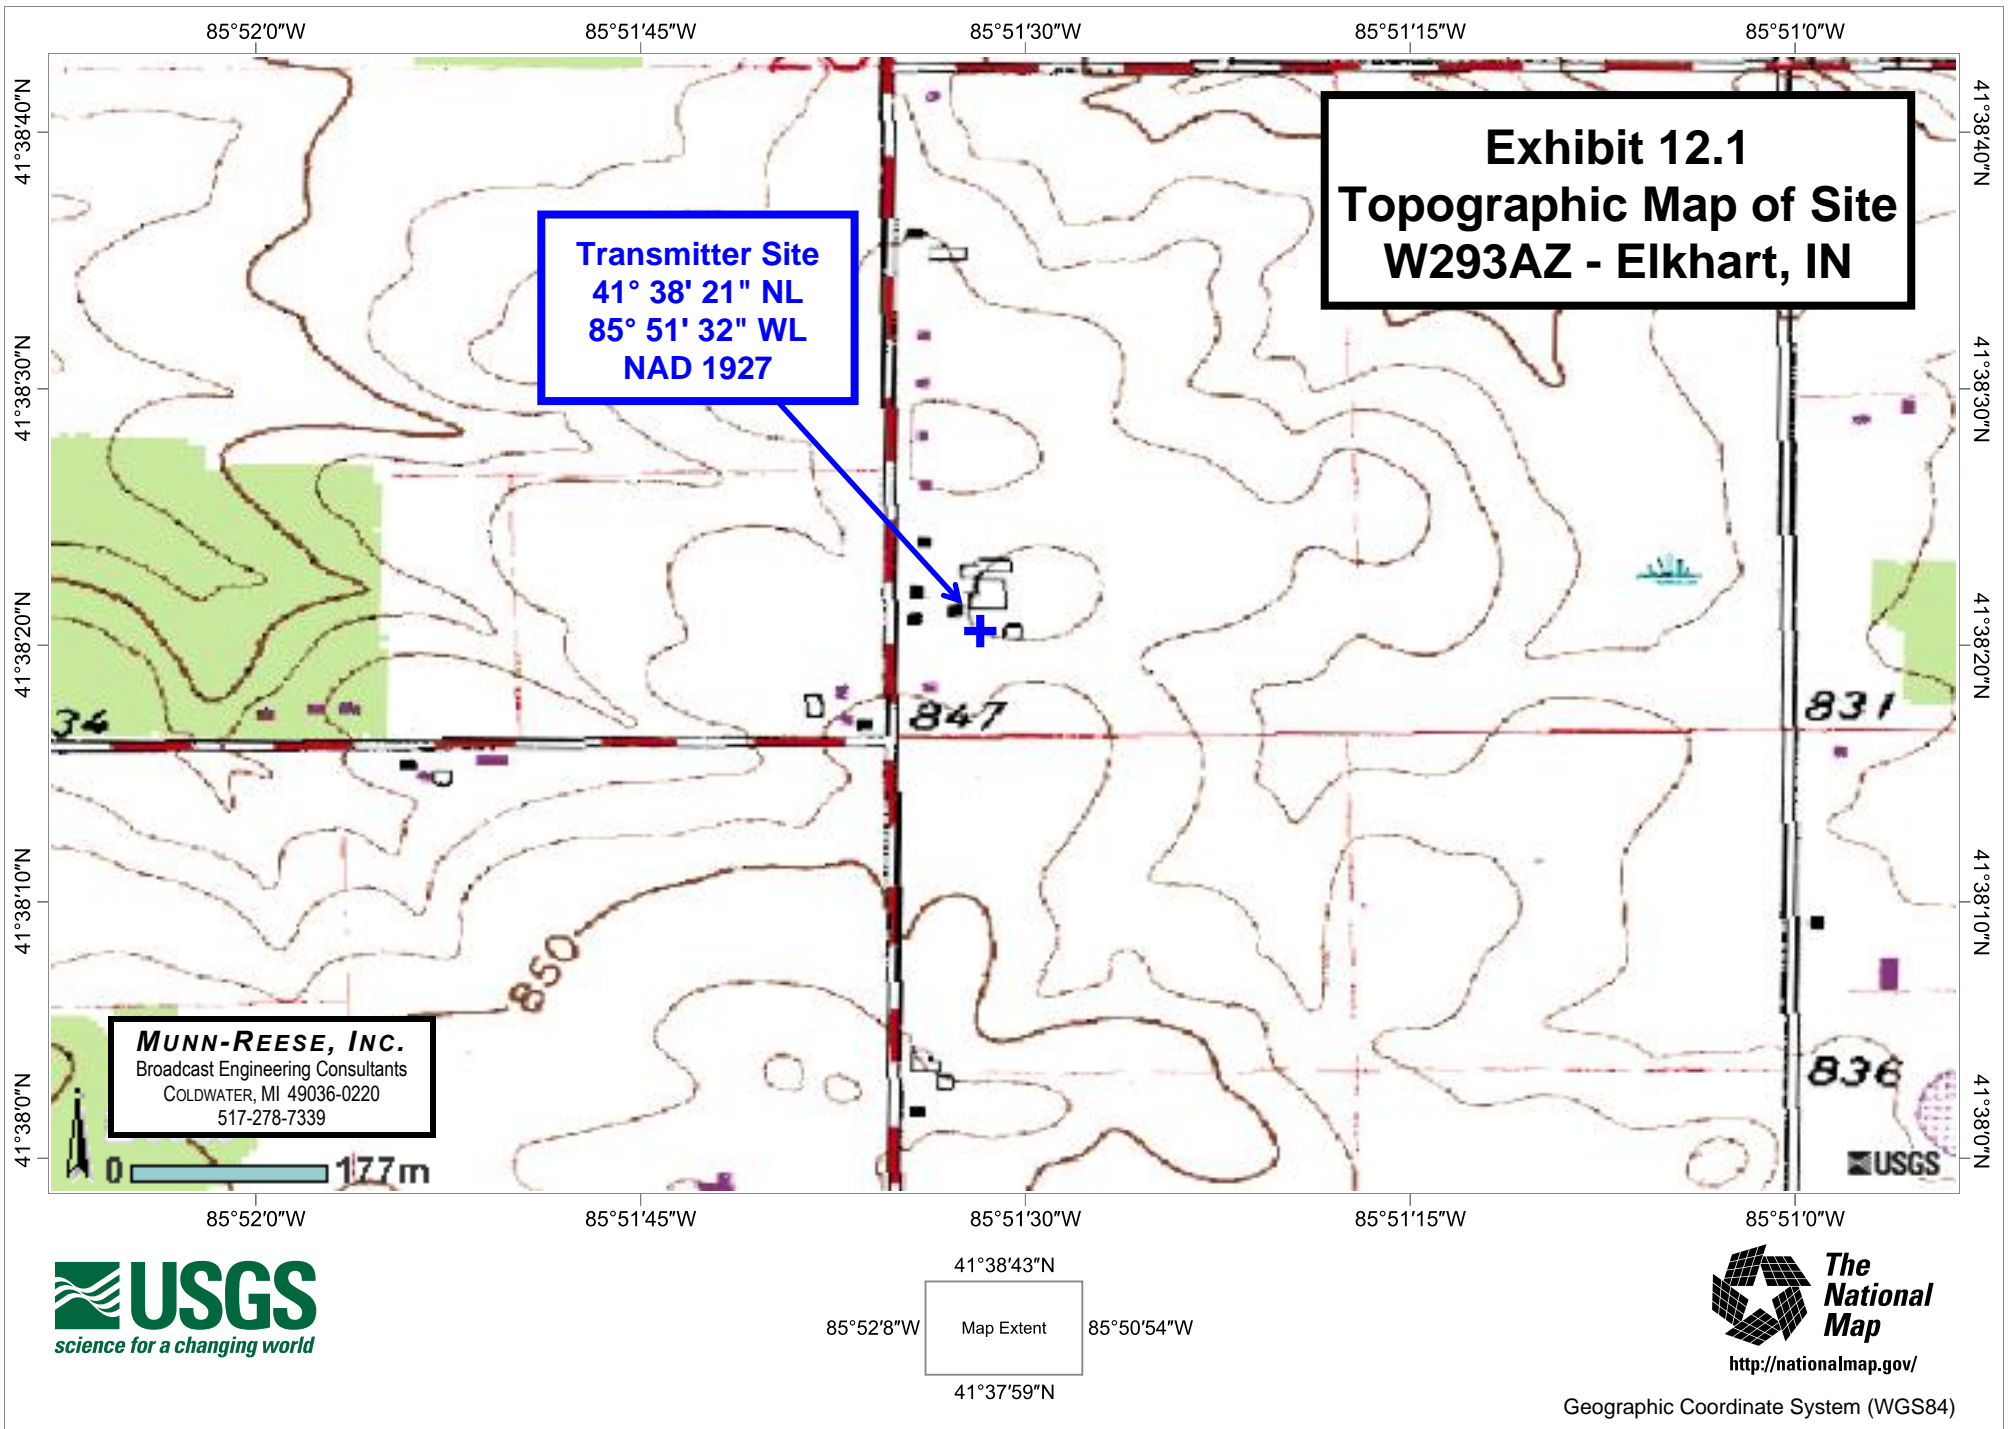 85°52'0"W
85°51'45"W
85°51'30"W
85°51'15"W
85°51'0"W
41°38'40"N
41°38'30"N
41°38'20"N
41°38'10"N
41°38'0"N
41°38'40"N
41°38'30"N
41°38'20"N
41°38'10"N
41°38'0"N
Exhibit 12.1
Topographic Map of Site
W293AZ - Elkhart, IN
Transmitter Site
41° 38' 21" NL
85° 51' 32" WL
NAD 1927
34
847
831
850
836
MUNN-REESE, INC.
Broadcast Engineering Consultants
COLDWATER, MI 49036-0220
517-278-7339
0
177m
USGS
85°52'0"W
85°51'45"W
85°51'30"W
85°51'15"W
85°51'0"W
USGS
science for a changing world
41°38'43"N
85°52'8"W
Map Extent
85°50'54"W
41°37'59"N
The
National
Map
http://nationalmap.gov/
Geographic Coordinate System (WGS84)